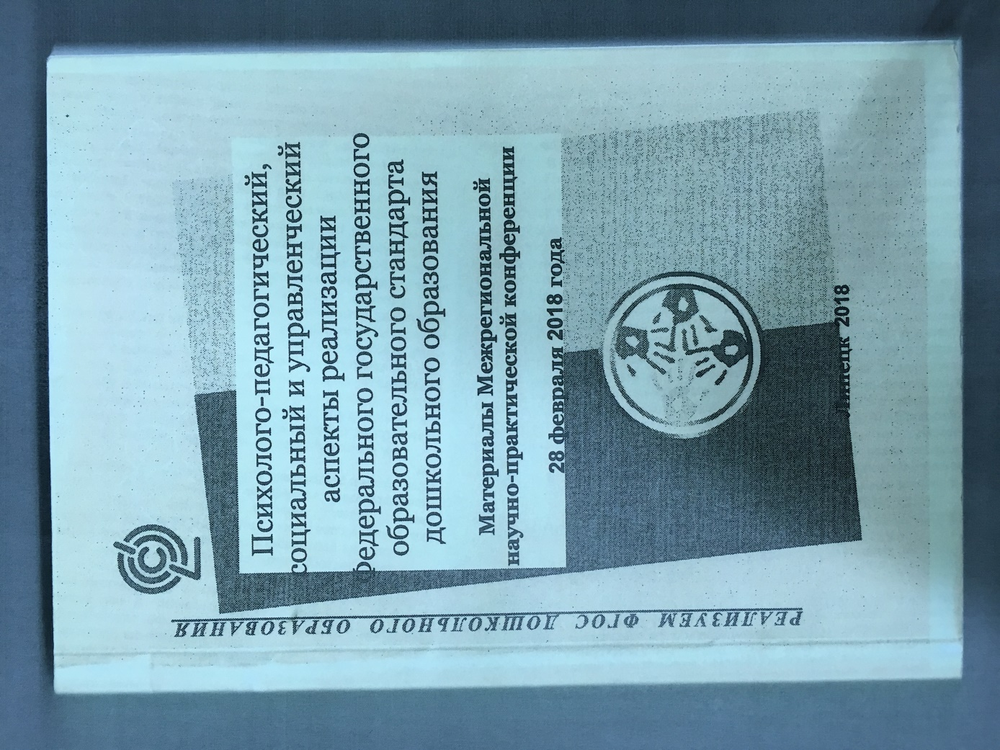 РЕАЛИЗУЕМ ФГОС ДОШКОЛЬНОГО ОБРАЗОВАНИЯ
Психолого-педагогический,
социальный и управленческий
аспекты реализации
Федерального государственного
образовательного стандарта
дошкольного образования
Материалы Межрегиональной
научно-практической конференции
28 февраля 2018 года
Липецк 2018